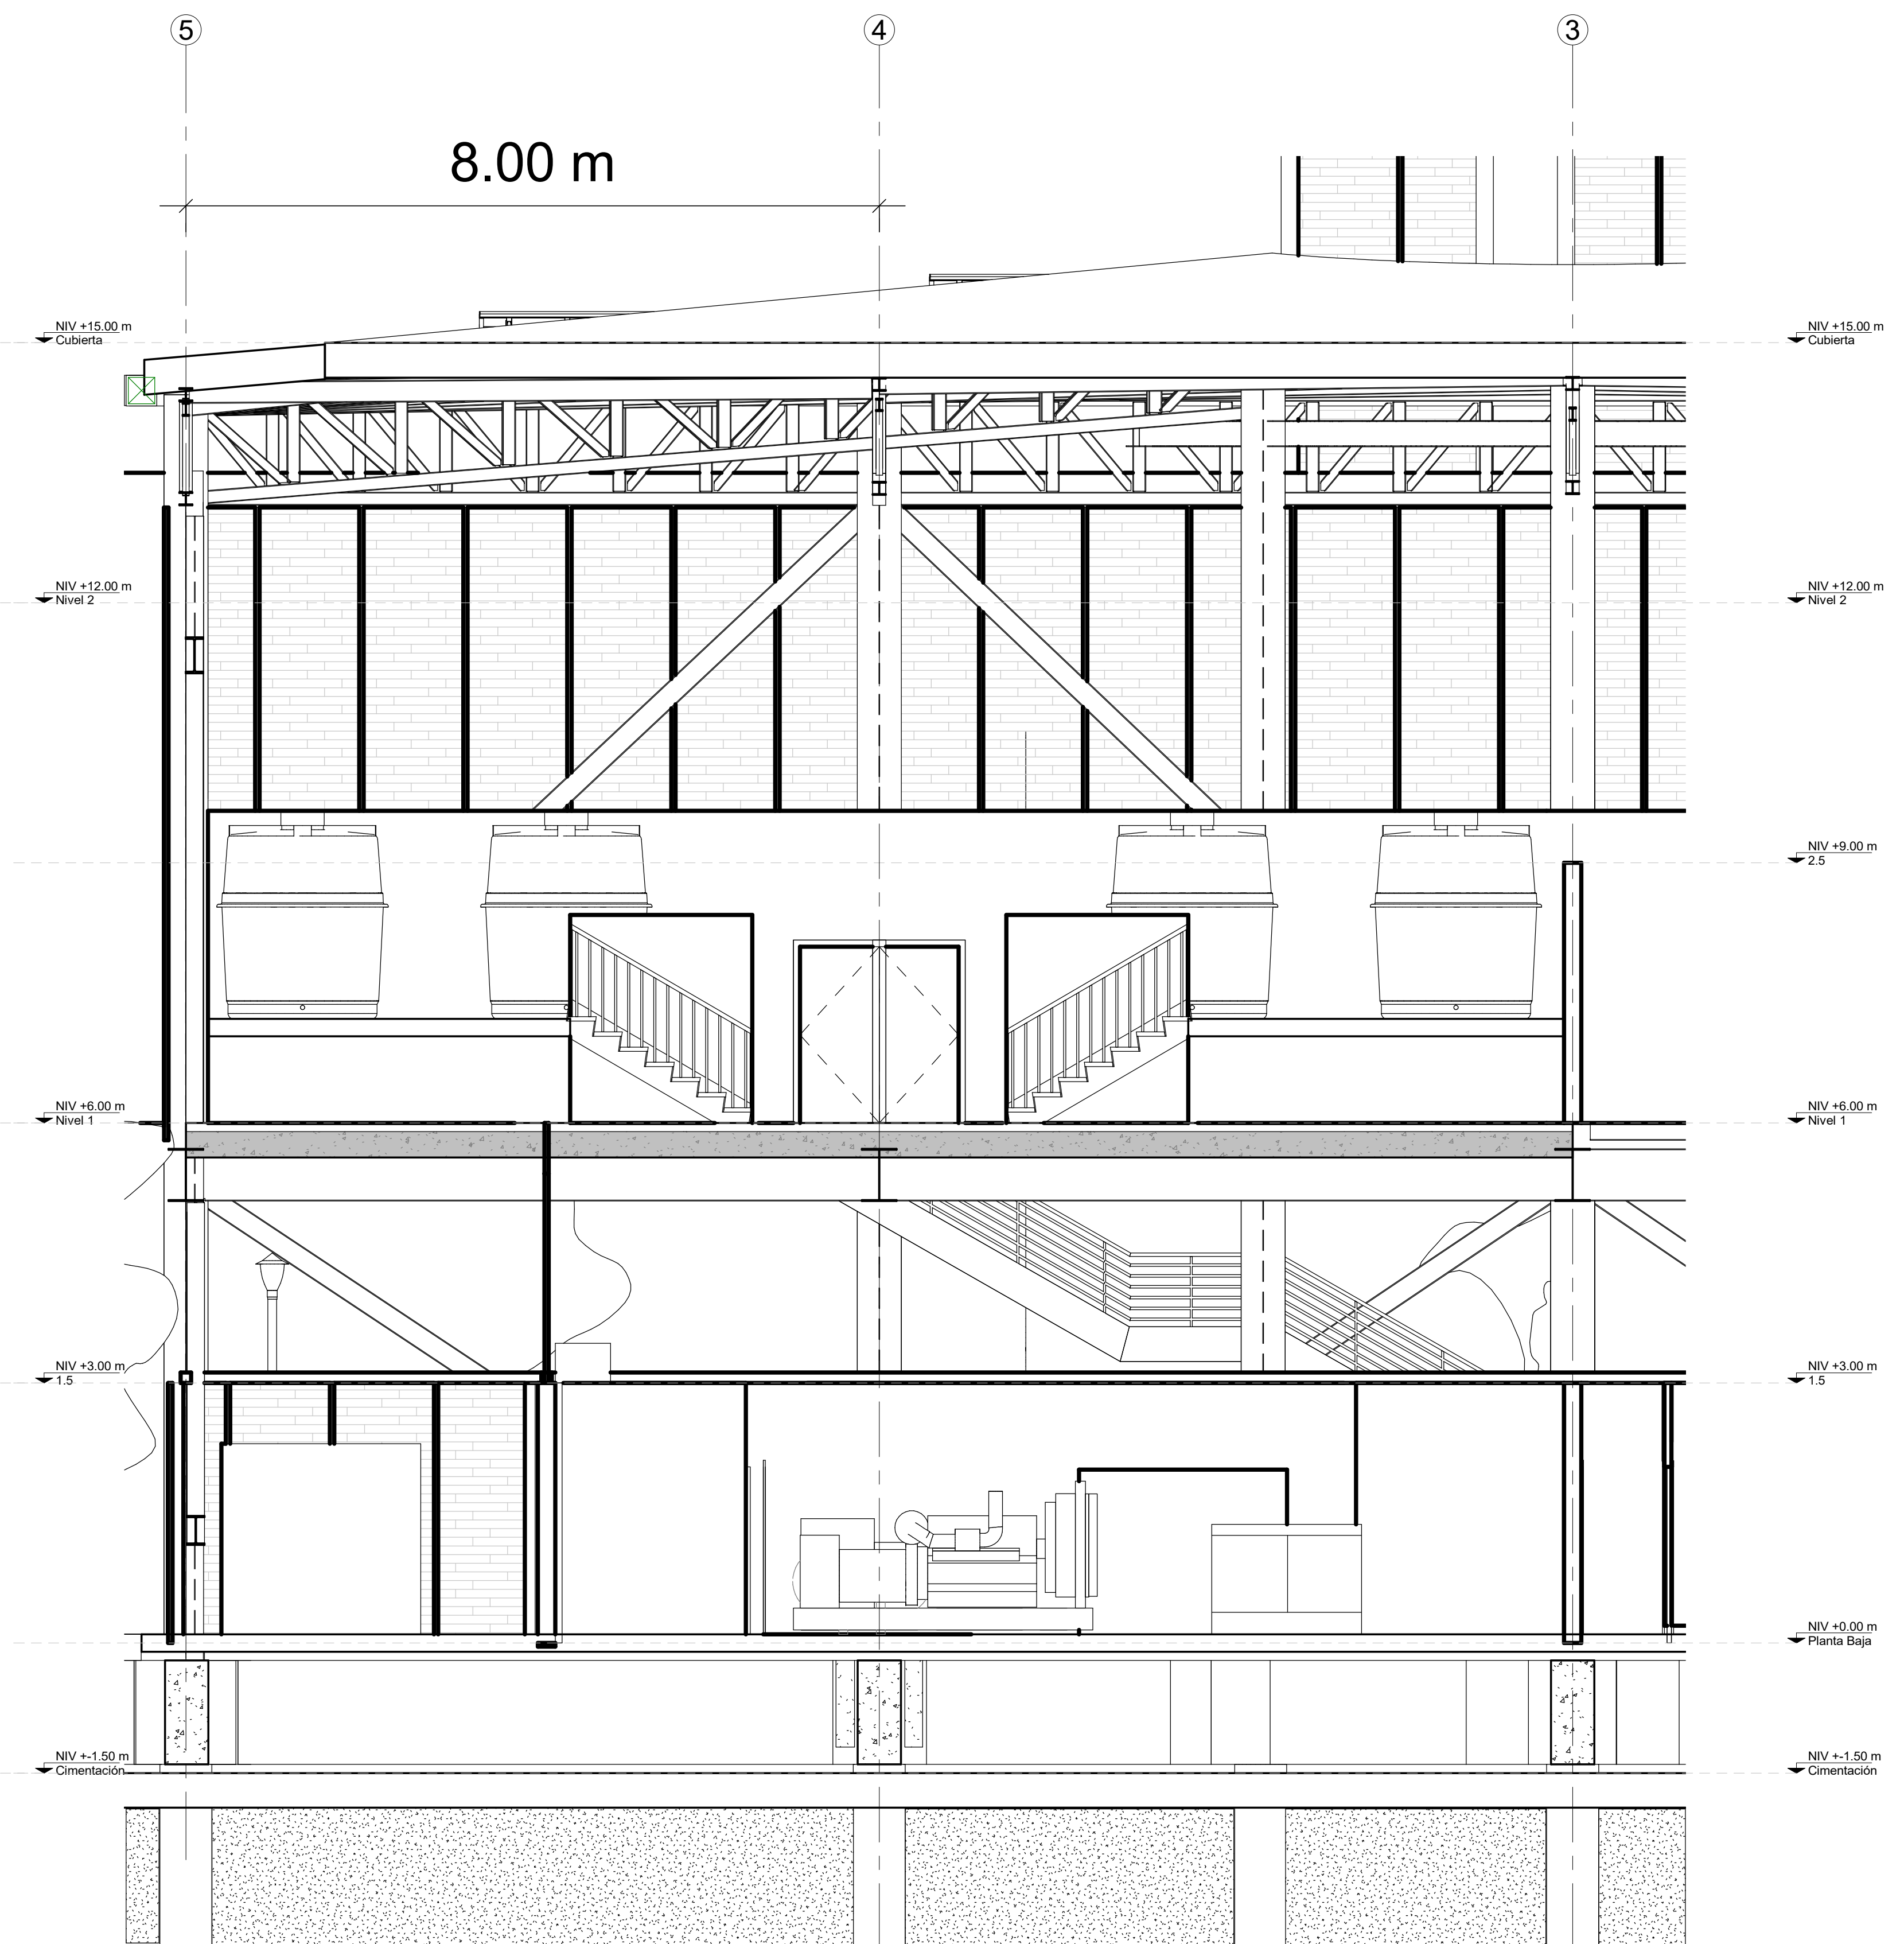 5 4 3
8.00 m
NIV +15.00 m
Cubierta
NIV +15.00 m
Cubierta
NIV +12.00 m
Nivel 2
NIV +12.00 m
Nivel 2
NIV +9.00 m
2.5
NIV +6.00 m
Nivel 1
NIV +6.00 m
Nivel 1
NIV +3.00 m
1.5
NIV +3.00 m
1.5
NIV +0.00 m
Planta Baja
NIV +-1.50 m
Cimentación
NIV +-1.50 m
Cimentación